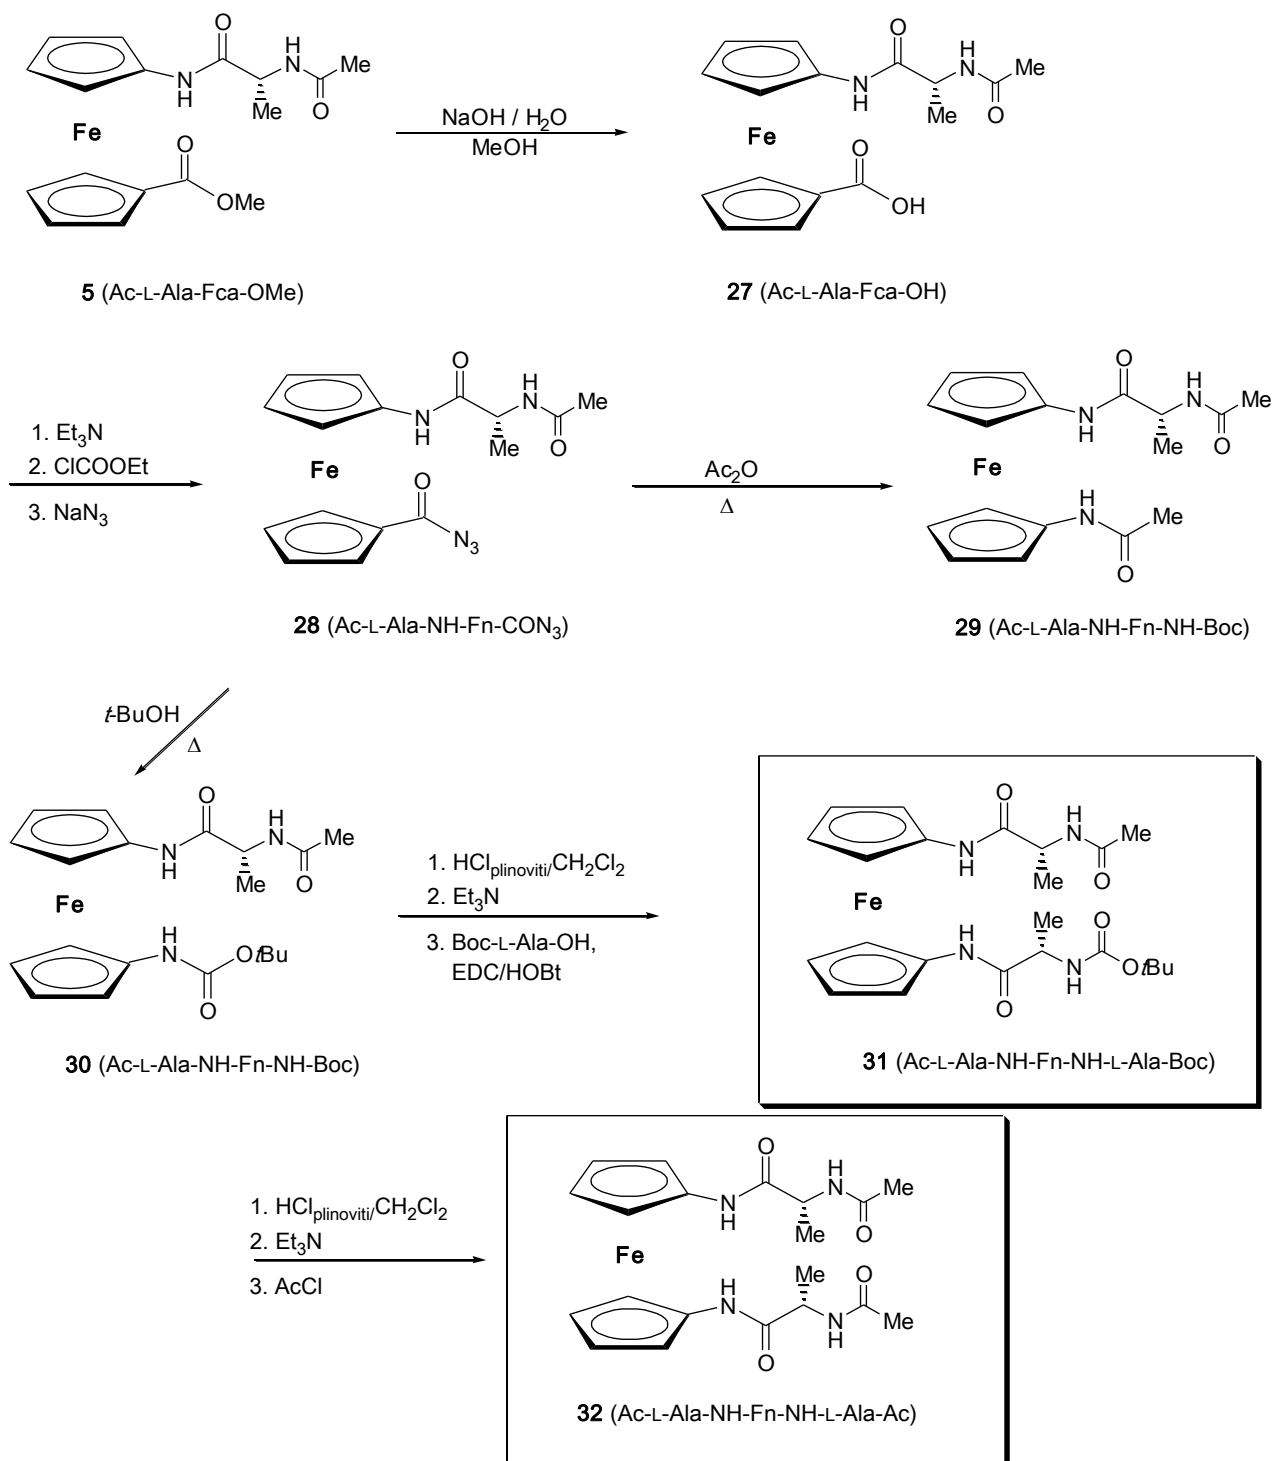 O
H
N
Me
N
H
Me
O
Fe
O
OMe
5 (Ac-L-Ala-Fca-OMe)
NaOH / H2O
MeOH
O
H
N
Me
N
H
Me
O
Fe
O
OH
27 (Ac-L-Ala-Fca-OH)
1. Et3N
2. ClCOOEt
3. NaN3
O
H
N
Me
N
H
Me
O
Fe
O
N3
28 (Ac-L-Ala-NH-Fn-CON3)
Ac2O
Δ
O
H
N
Me
N
H
Me
O
Fe
H
N
Me
O
29 (Ac-L-Ala-NH-Fn-NH-Boc)
t-BuOH
Δ
O
H
N
Me
N
H
Me
O
Fe
H
N
OtBu
O
30 (Ac-L-Ala-NH-Fn-NH-Boc)
1. HClplinoviti/CH2Cl2
2. Et3N
3. Boc-L-Ala-OH,
EDC/HOBt
O
H
N
Me
N
H
Me
O
Fe
Me
O
H
N
N
H
OtBu
O
31 (Ac-L-Ala-NH-Fn-NH-L-Ala-Boc)
1. HClplinoviti/CH2Cl2
2. Et3N
3. AcCl
O
H
N
Me
N
H
Me
O
Fe
Me
O
H
N
N
H
Me
O
32 (Ac-L-Ala-NH-Fn-NH-L-Ala-Ac)